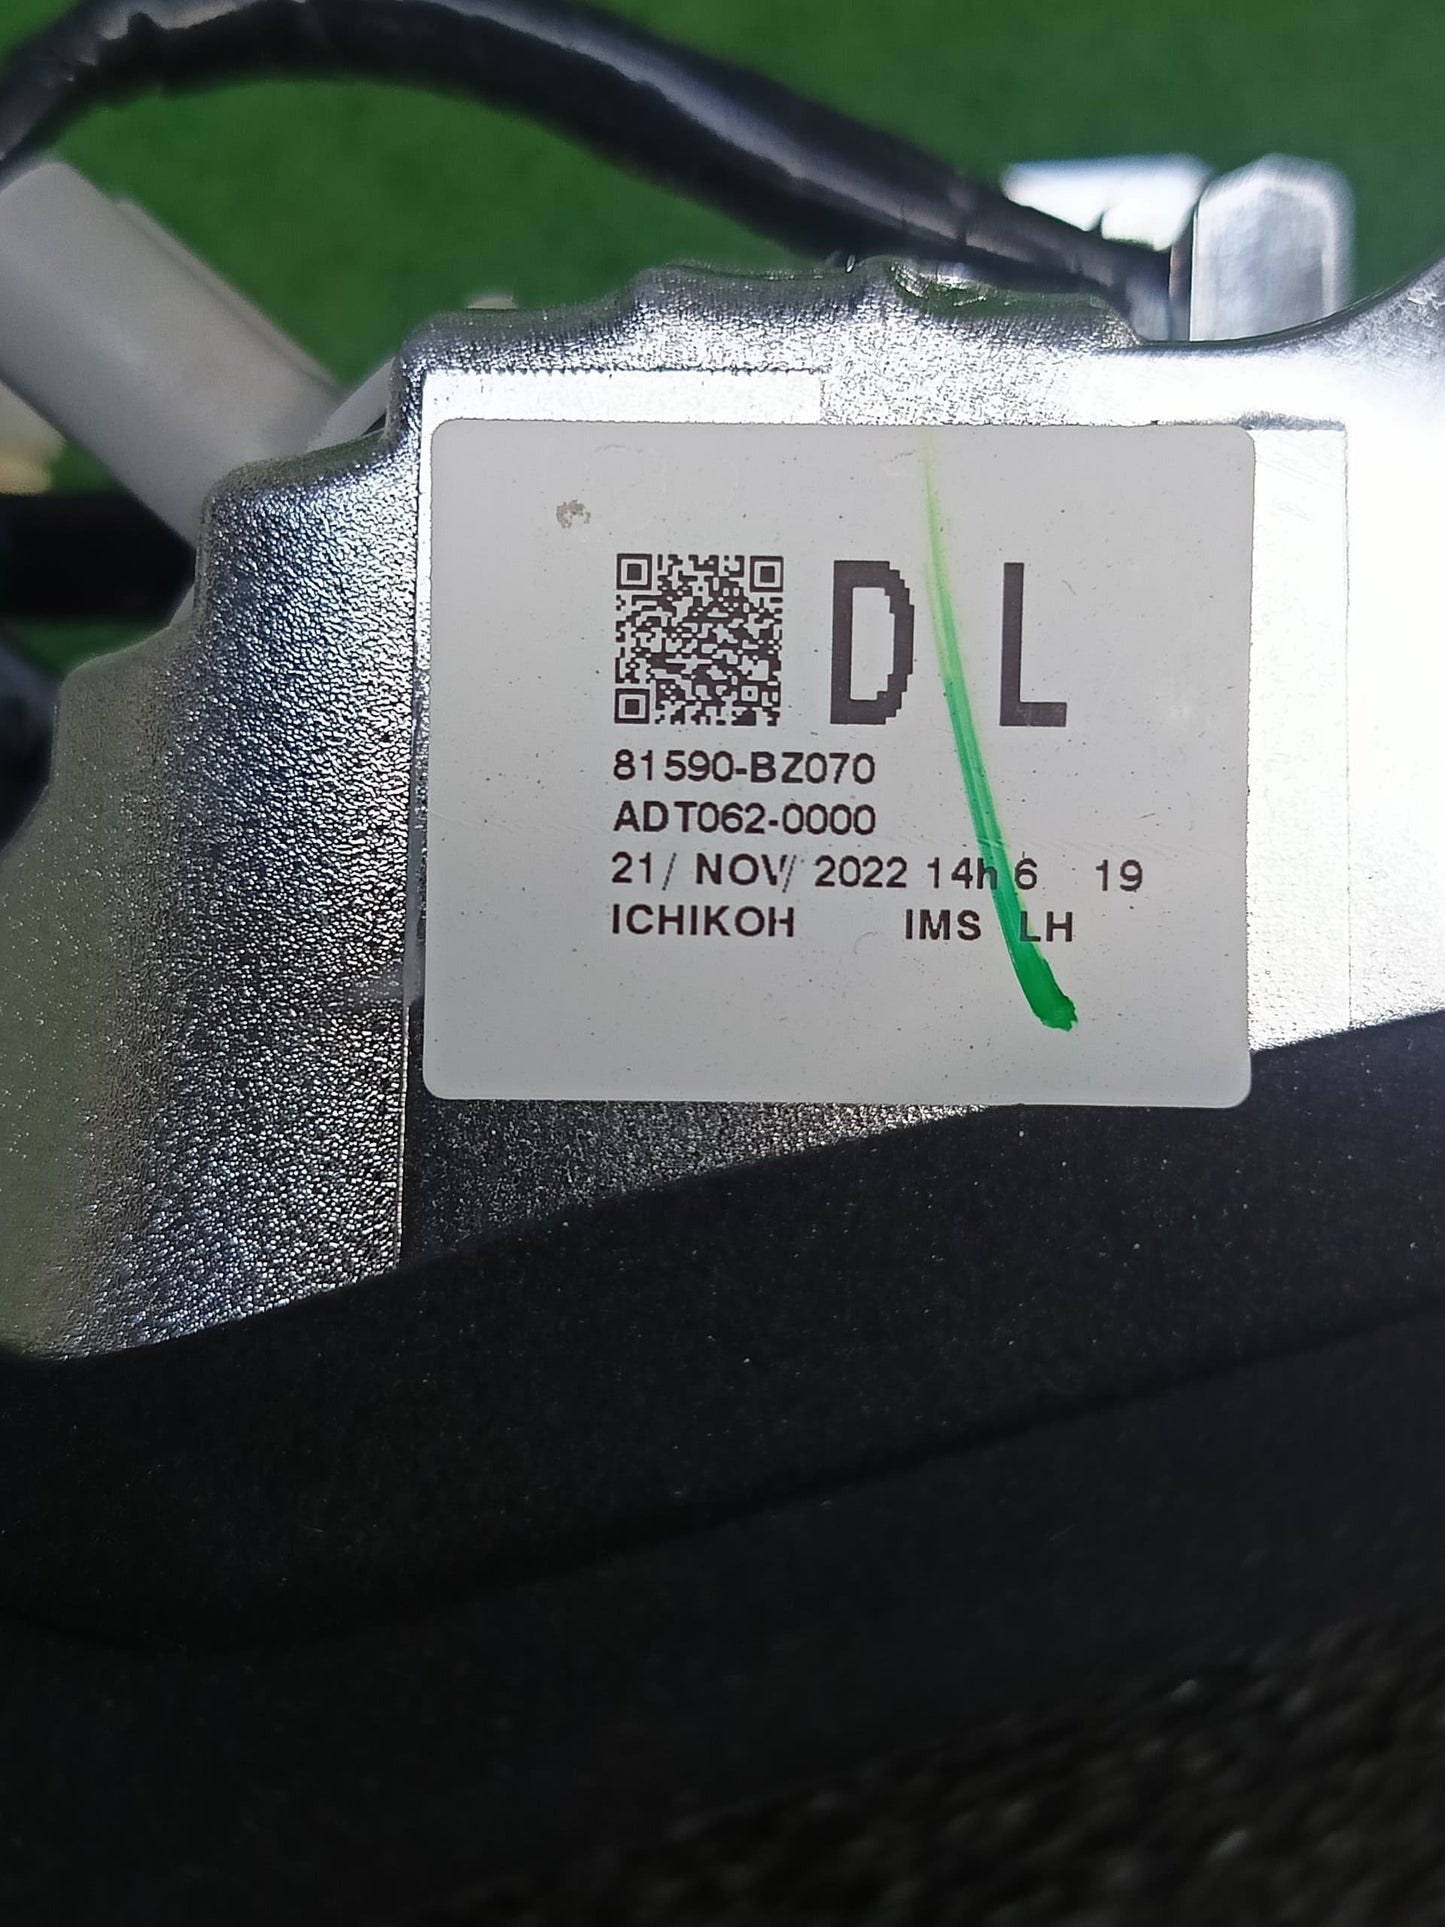 D L
81590-BZ070
ADT062-0000
21/ NOV/ 2022 14h 6 19
ICHIKOH IMS LH